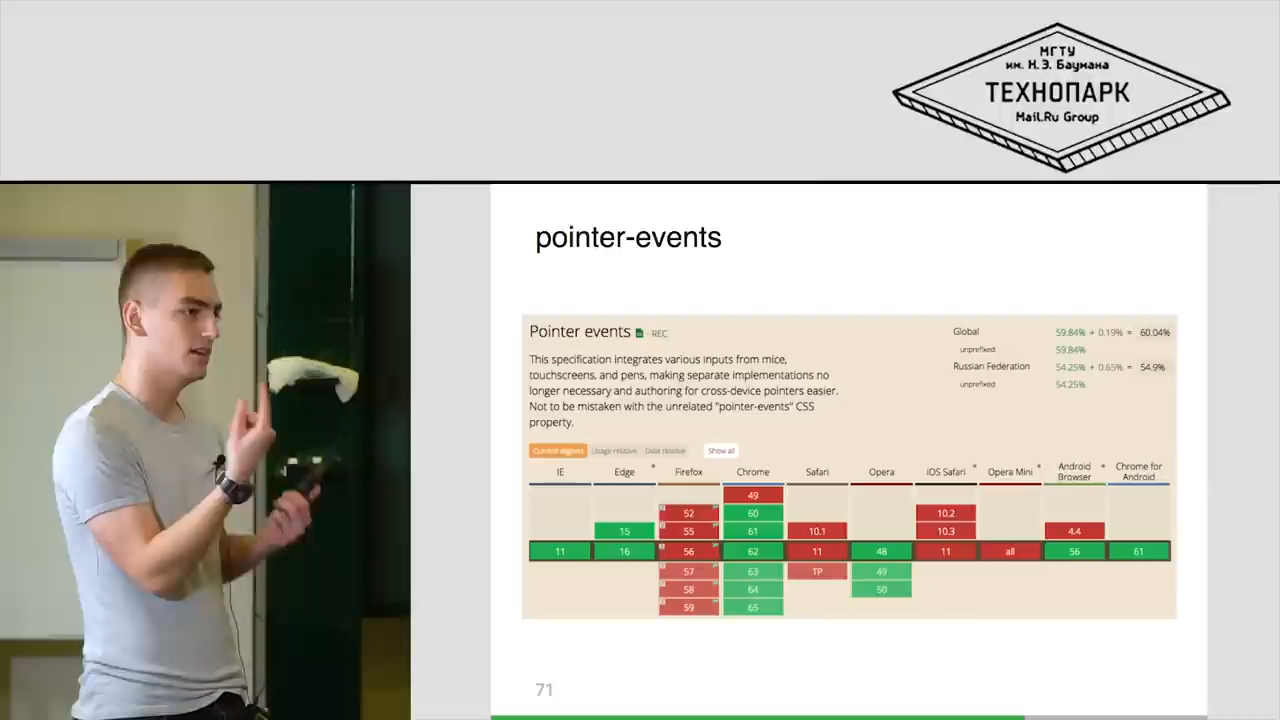 МГТУ
им. Н.Э. Баумана
ТЕХНОПАРК
Mail.Ru Group
pointer-events
Pointer events REC
This specification integrates various inputs from mice,
touchscreens, and pens, making separate implementations no
longer necessary and authoring for cross-device pointers easier.
Not to be mistaken with the unrelated "pointer-events" CSS
property.
Global 59.84% + 0.19% = 60.04%
unprefixed 59.84%
Russian Federation 54.25% + 0.65% = 54.9%
unprefixed 54.25%
Current aligned Usage relative Date relative Show all
IE Edge * Firefox Chrome Safari Opera iOS Safari * Opera Mini * Android Browser * Chrome for Android
49
52 60 10.2
15 55 61 10.1 10.3 4.4
11 16 56 62 11 48 11 all 56 61
57 63 TP 49
58 64 50
59 65
71